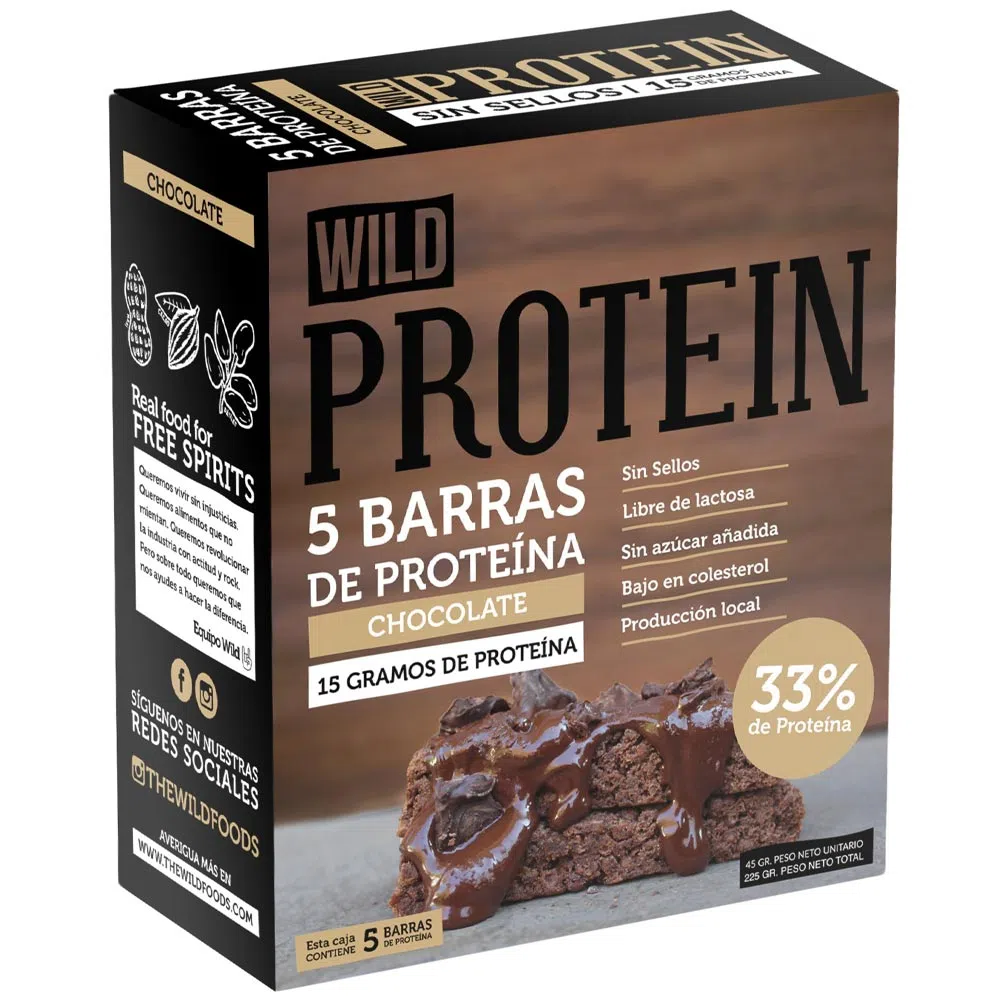 WILD
PROTEIN
SIN SELLOS | 15 GRAMOS
DE PROTEÍNA
5 BARRAS
DE PROTEÍNA
CHOCOLATE
CHOCOLATE
Real food for
FREE SPIRITS
Queremos vivir sin injusticias.
Queremos alimentos que no
mientan. Queremos revolucionar
la industria con actitud y rock.
Pero sobre todo queremos que
nos ayudes a hacer la diferencia.
Equipo Wild
SÍGUENOS EN NUESTRAS
REDES SOCIALES
THEWILDFOODS
AVERIGUA MÁS EN
WWW.THEWILDFOODS.COM
WILD
PROTEIN
5 BARRAS
DE PROTEÍNA
CHOCOLATE
15 GRAMOS DE PROTEÍNA
Sin Sellos
Libre de lactosa
Sin azúcar añadida
Bajo en colesterol
Producción local
33%
de Proteína
45 GR. PESO NETO UNITARIO
225 GR. PESO NETO TOTAL
Esta caja
CONTIENE
5 BARRAS
DE PROTEÍNA